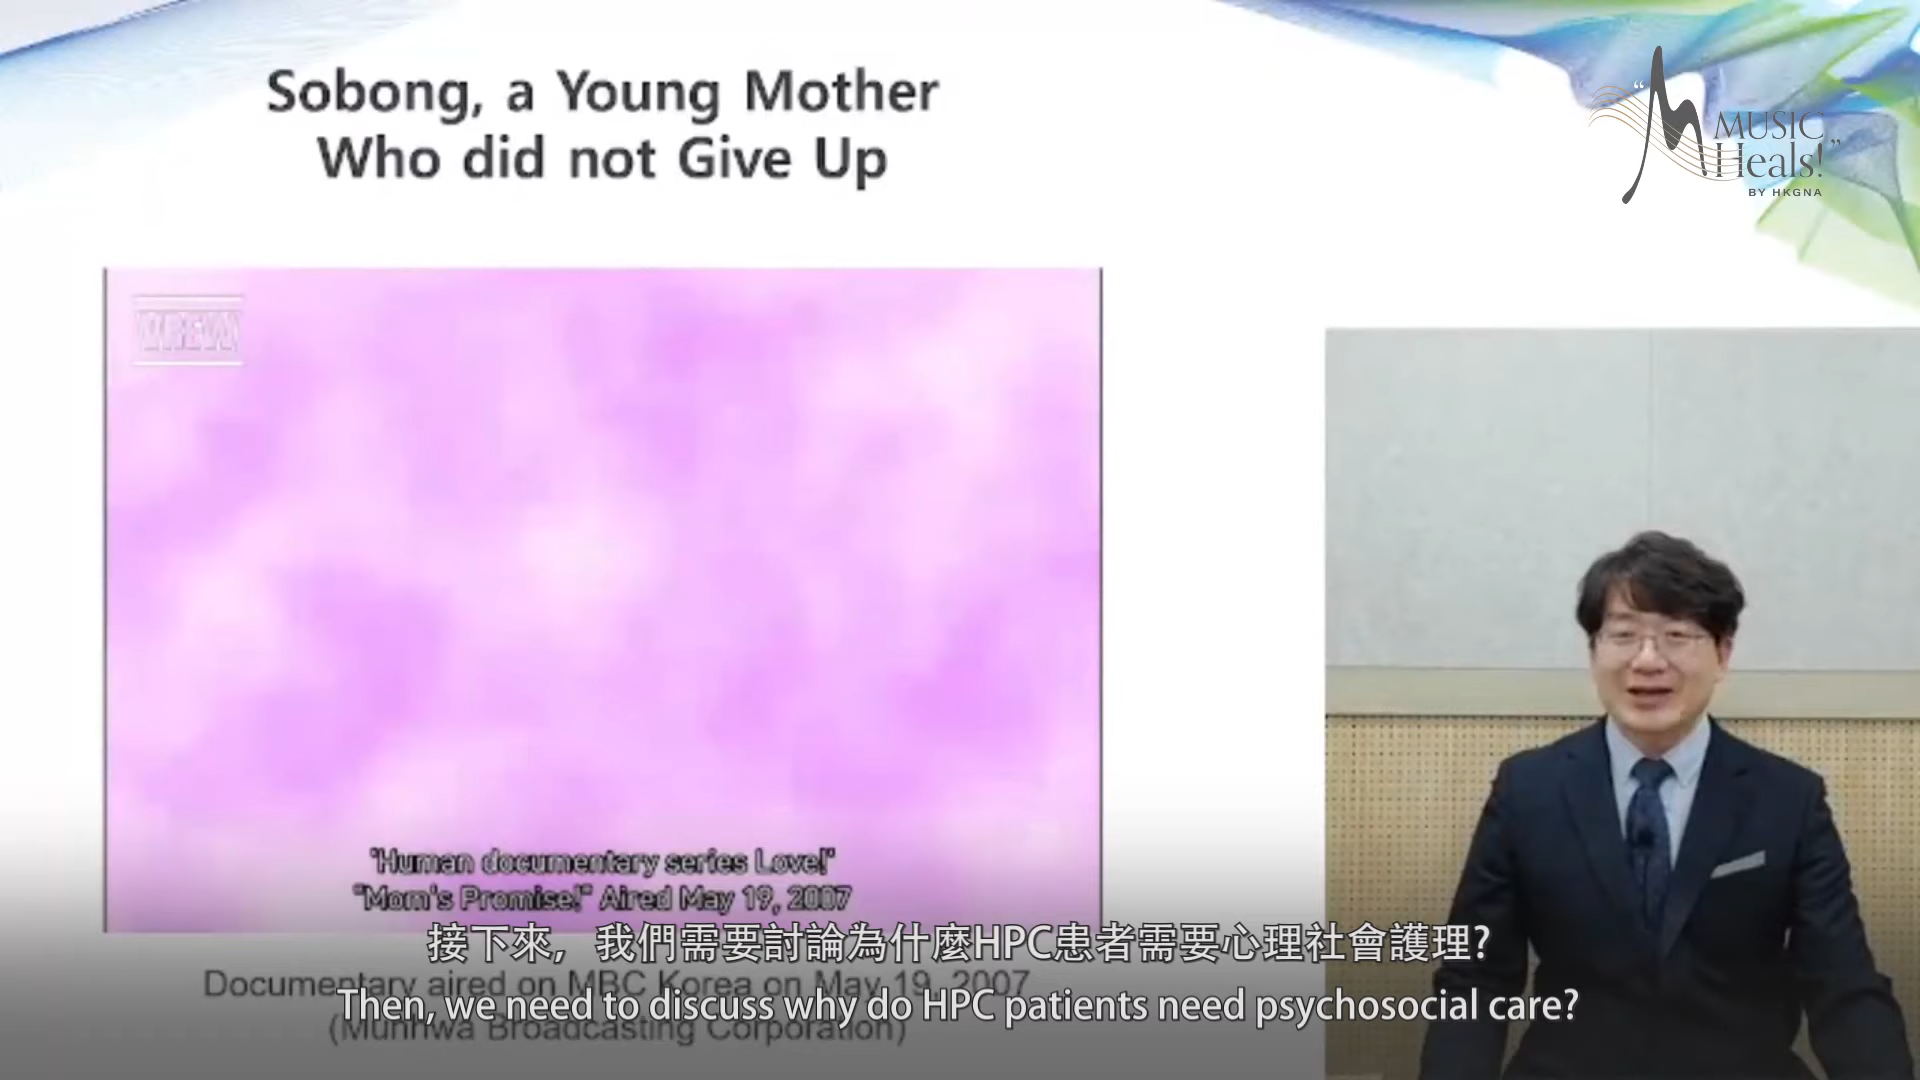 Sobong, a Young Mother
Who did not Give Up
"MUSIC
Heals!"
BY HKGNA
"Human documentary series Love!"
"Mom's Promise!" Aired May 19, 2007
接下來，我們需要討論為什麼HPC患者需要心理社會護理?
Documentary aired on MBC Korea on May 19, 2007
Then, we need to discuss why do HPC patients need psychosocial care?
(Munhwa Broadcasting Corporation)